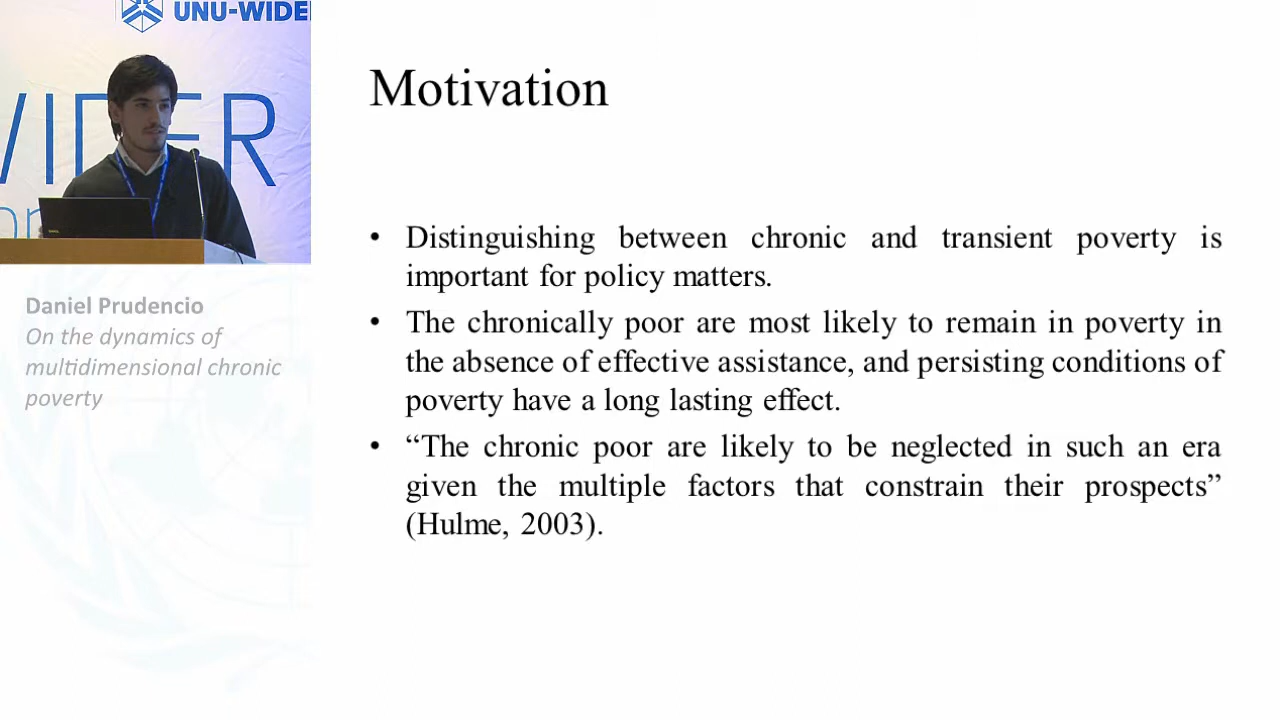 UNU-WIDER
WIDER
Daniel Prudencio
On the dynamics of
multidimensional chronic
poverty
Motivation
• Distinguishing between chronic and transient poverty is
important for policy matters.
• The chronically poor are most likely to remain in poverty in
the absence of effective assistance, and persisting conditions of
poverty have a long lasting effect.
• “The chronic poor are likely to be neglected in such an era
given the multiple factors that constrain their prospects”
(Hulme, 2003).